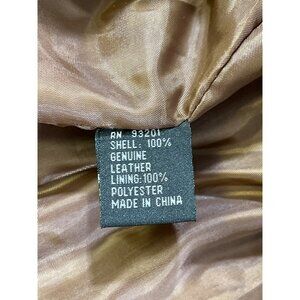 RN 93201
SHELL: 100%
GENUINE
LEATHER
LINING:100%
POLYESTER
MADE IN CHINA